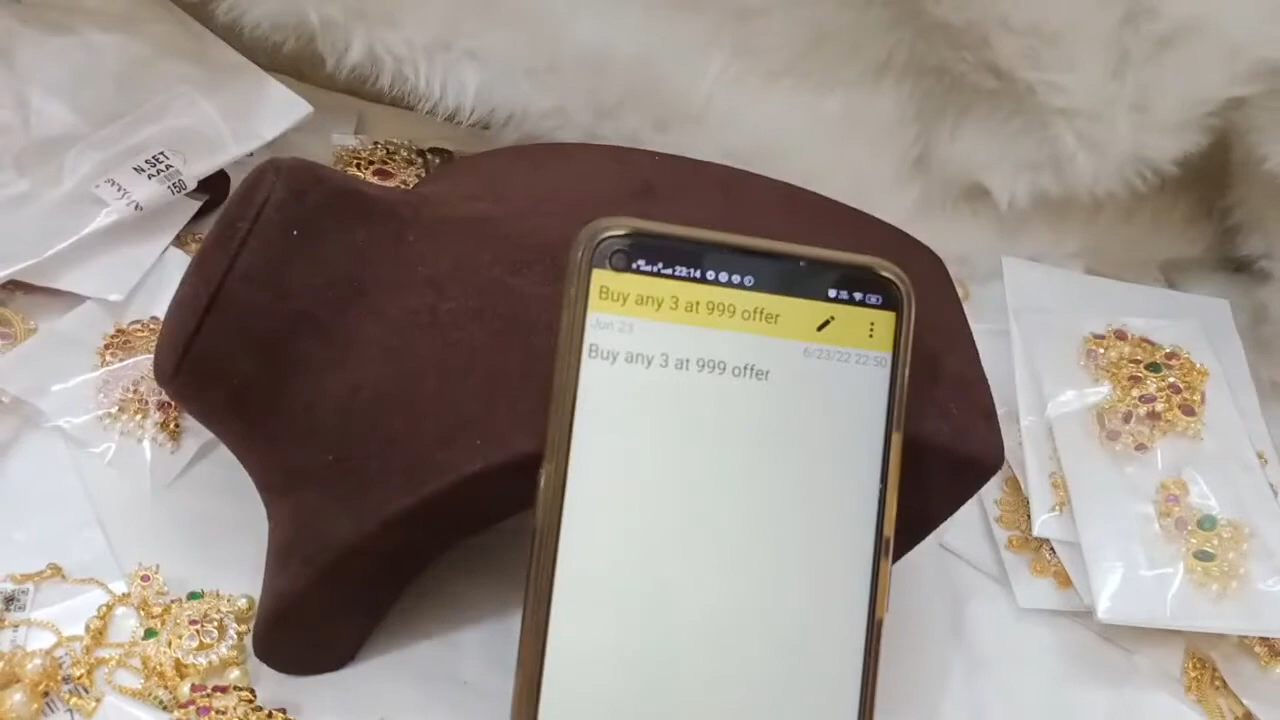 N.SET
AAA
150
23:14
Buy any 3 at 999 offer
Jun 23
6/23/22 22:50
Buy any 3 at 999 offer